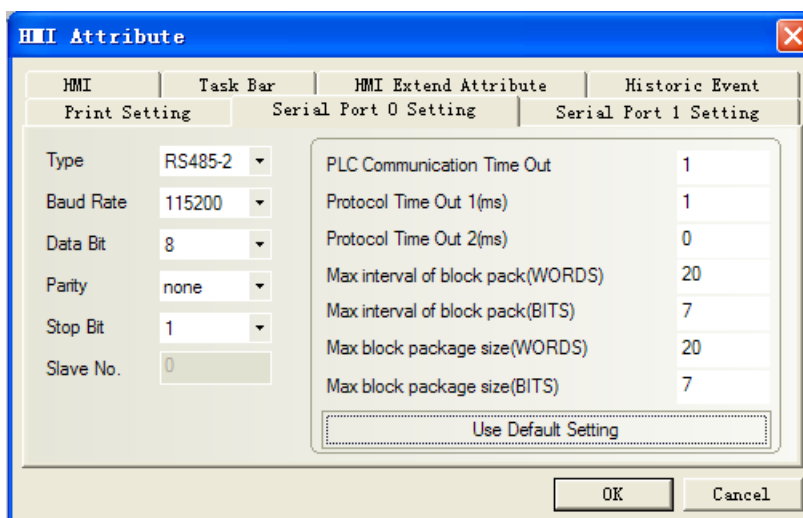 HMI Attribute
HMI Task Bar HMI Extend Attribute Historic Event
Print Setting Serial Port 0 Setting Serial Port 1 Setting
Type RS485-2
Baud Rate 115200
Data Bit 8
Parity none
Stop Bit 1
Slave No. 0
PLC Communication Time Out 1
Protocol Time Out 1(ms) 1
Protocol Time Out 2(ms) 0
Max interval of block pack(WORDS) 20
Max interval of block pack(BITS) 7
Max block package size(WORDS) 20
Max block package size(BITS) 7
Use Default Setting
OK Cancel